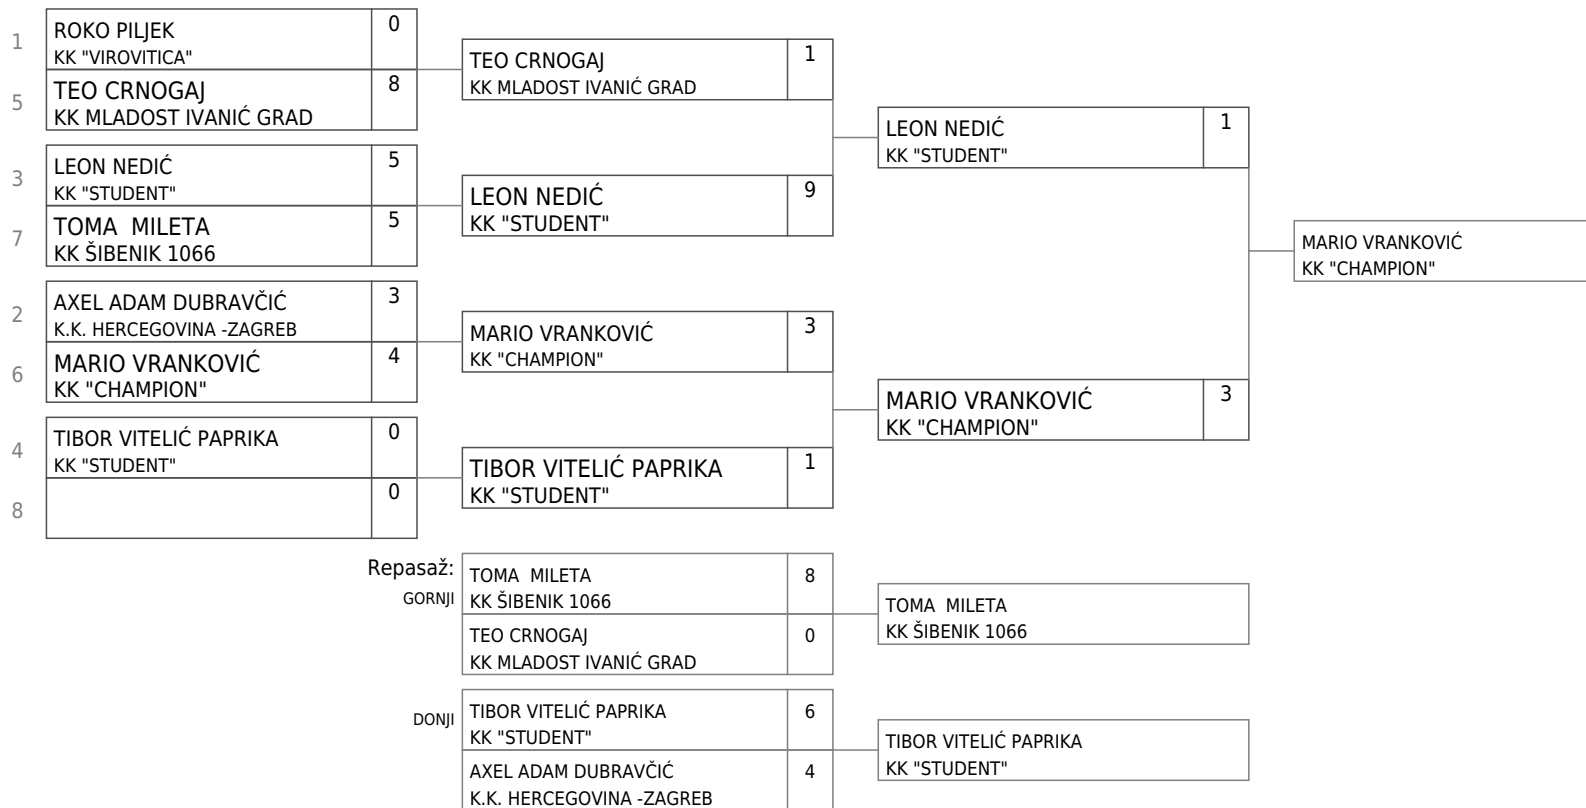 1
ROKO PILJEK
0
KK "VIROVITICA"
5
TEO CRNOGAJ
8
KK MLADOST IVANIĆ GRAD
3
LEON NEDIĆ
5
KK "STUDENT"
7
TOMA  MILETA
5
KK ŠIBENIK 1066
2
AXEL ADAM DUBRAVČIĆ
3
K.K. HERCEGOVINA -ZAGREB
6
MARIO VRANKOVIĆ
4
KK "CHAMPION"
4
TIBOR VITELIĆ PAPRIKA
0
KK "STUDENT"
8
0
TEO CRNOGAJ
1
KK MLADOST IVANIĆ GRAD
LEON NEDIĆ
9
KK "STUDENT"
MARIO VRANKOVIĆ
3
KK "CHAMPION"
TIBOR VITELIĆ PAPRIKA
1
KK "STUDENT"
LEON NEDIĆ
1
KK "STUDENT"
MARIO VRANKOVIĆ
3
KK "CHAMPION"
MARIO VRANKOVIĆ
KK "CHAMPION"
Repasaž:
GORNJI
TOMA  MILETA
8
KK ŠIBENIK 1066
TEO CRNOGAJ
0
KK MLADOST IVANIĆ GRAD
TOMA  MILETA
KK ŠIBENIK 1066
DONJI
TIBOR VITELIĆ PAPRIKA
6
KK "STUDENT"
AXEL ADAM DUBRAVČIĆ
4
K.K. HERCEGOVINA -ZAGREB
TIBOR VITELIĆ PAPRIKA
KK "STUDENT"